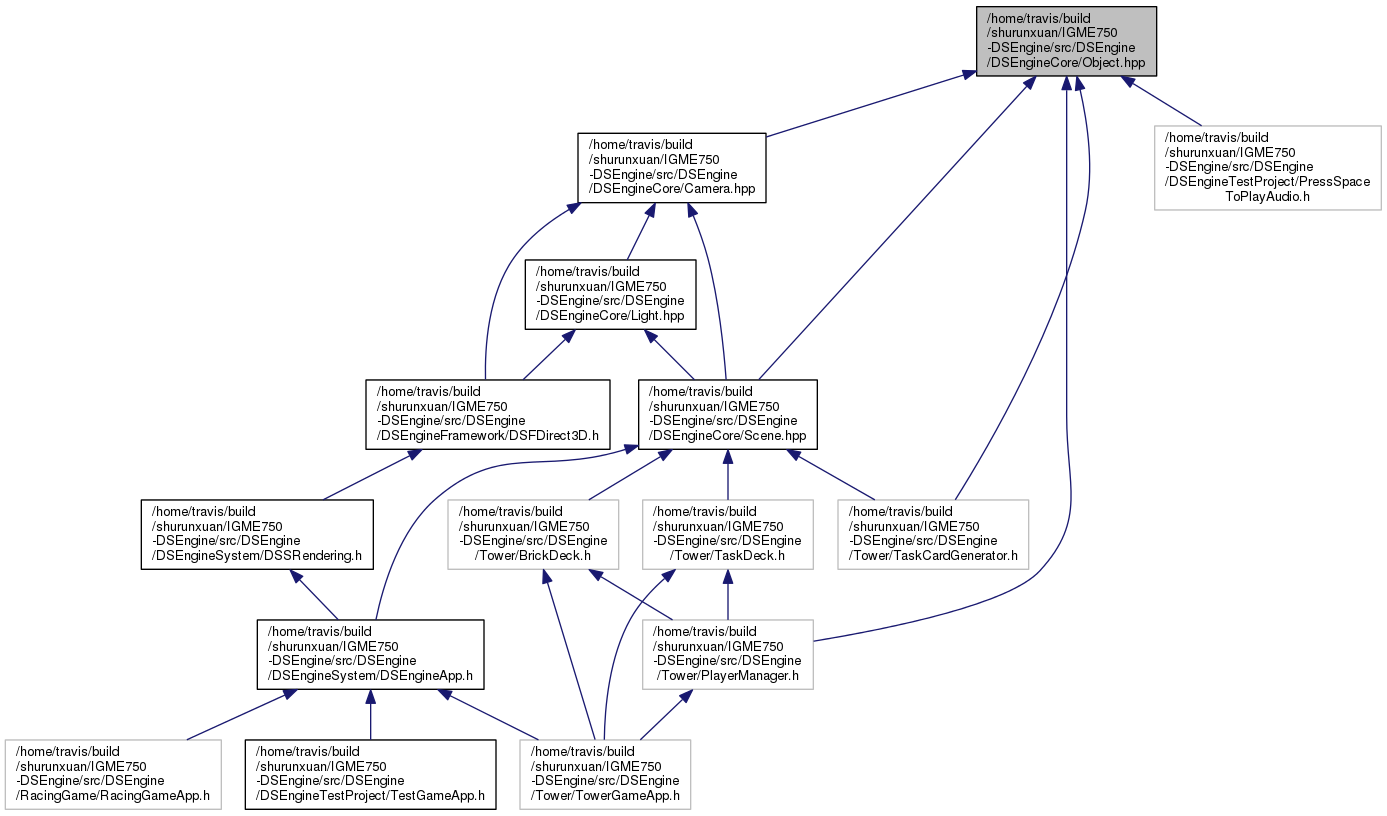 /home/travis/build
/shurunxuan/IGME750
-DSEngine/src/DSEngine
/DSEngineCore/Object.hpp
/home/travis/build
/shurunxuan/IGME750
-DSEngine/src/DSEngine
/DSEngineTestProject/PressSpace
ToPlayAudio.h
/home/travis/build
/shurunxuan/IGME750
-DSEngine/src/DSEngine
/DSEngineCore/Camera.hpp
/home/travis/build
/shurunxuan/IGME750
-DSEngine/src/DSEngine
/DSEngineCore/Light.hpp
/home/travis/build
/shurunxuan/IGME750
-DSEngine/src/DSEngine
/DSEngineFramework/DSFDirect3D.h
/home/travis/build
/shurunxuan/IGME750
-DSEngine/src/DSEngine
/DSEngineCore/Scene.hpp
/home/travis/build
/shurunxuan/IGME750
-DSEngine/src/DSEngine
/DSEngineSystem/DSSRendering.h
/home/travis/build
/shurunxuan/IGME750
-DSEngine/src/DSEngine
/Tower/BrickDeck.h
/home/travis/build
/shurunxuan/IGME750
-DSEngine/src/DSEngine
/Tower/TaskDeck.h
/home/travis/build
/shurunxuan/IGME750
-DSEngine/src/DSEngine
/Tower/TaskCardGenerator.h
/home/travis/build
/shurunxuan/IGME750
-DSEngine/src/DSEngine
/DSEngineSystem/DSEngineApp.h
/home/travis/build
/shurunxuan/IGME750
-DSEngine/src/DSEngine
/Tower/PlayerManager.h
/home/travis/build
/shurunxuan/IGME750
-DSEngine/src/DSEngine
/RacingGame/RacingGameApp.h
/home/travis/build
/shurunxuan/IGME750
-DSEngine/src/DSEngine
/DSEngineTestProject/TestGameApp.h
/home/travis/build
/shurunxuan/IGME750
-DSEngine/src/DSEngine
/Tower/TowerGameApp.h